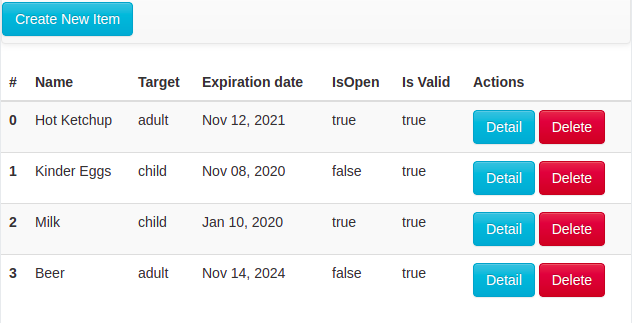 Create New Item
# Name Target Expiration date IsOpen Is Valid Actions
0 Hot Ketchup adult Nov 12, 2021 true true Detail Delete
1 Kinder Eggs child Nov 08, 2020 false true Detail Delete
2 Milk child Jan 10, 2020 true true Detail Delete
3 Beer adult Nov 14, 2024 false true Detail Delete